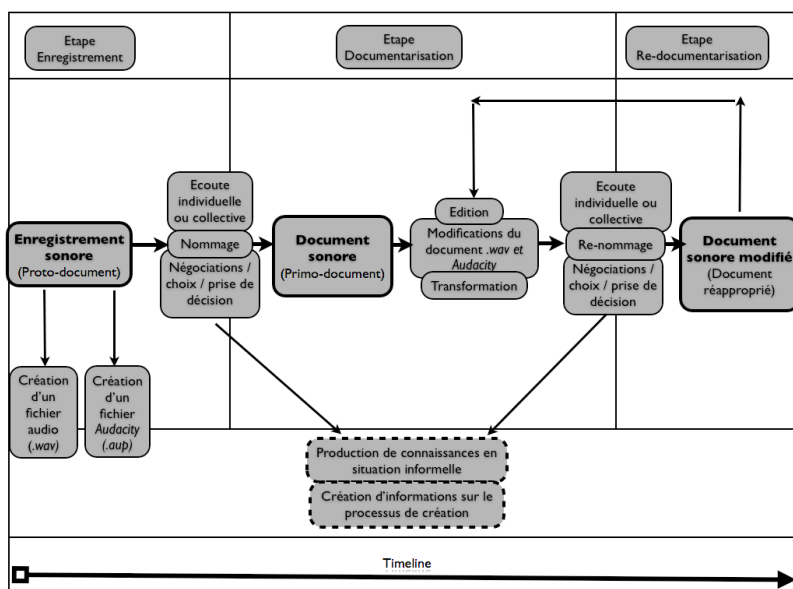 Etape
Enregistrement
Etape
Documentarisation
Etape
Re-documentarisation
Ecoute
individuelle
ou collective
Nommage
Négociations /
choix / prise de
décision
Enregistrement
sonore
(Proto-document)
Document
sonore
(Primo-document)
Edition
Modifications du
document .wav et
Audacity
Transformation
Ecoute
individuelle ou
collective
Re-nommage
Négociations /
choix / prise de
décision
Document
sonore modifié
(Document
réapproprié)
Création
d'un
fichier
audio
(.wav)
Création
d'un
fichier
Audacity
(.aup)
Production de connaissances en
situation informelle
Création d'informations sur le
processus de création
Timeline